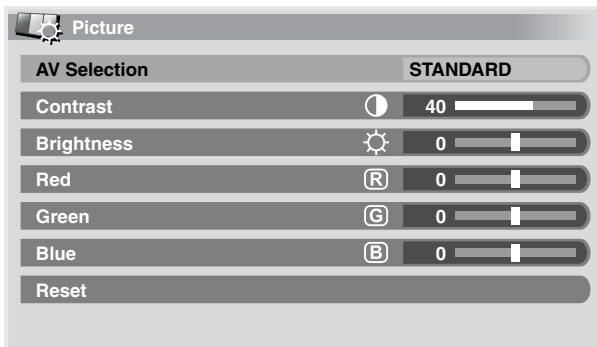 Picture
AV Selection STANDARD
Contrast 40
Brightness 0
Red R 0
Green G 0
Blue B 0
Reset